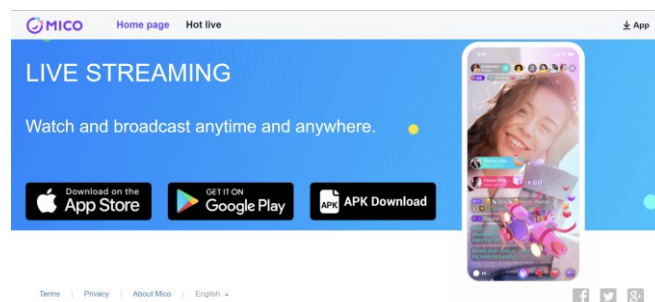 MICO
Home page
Hot live
App
LIVE STREAMING
Watch and broadcast anytime and anywhere.
Download on the
App Store
GET IT ON
Google Play
APK
APK Download
Terms
Privacy
About Mico
English